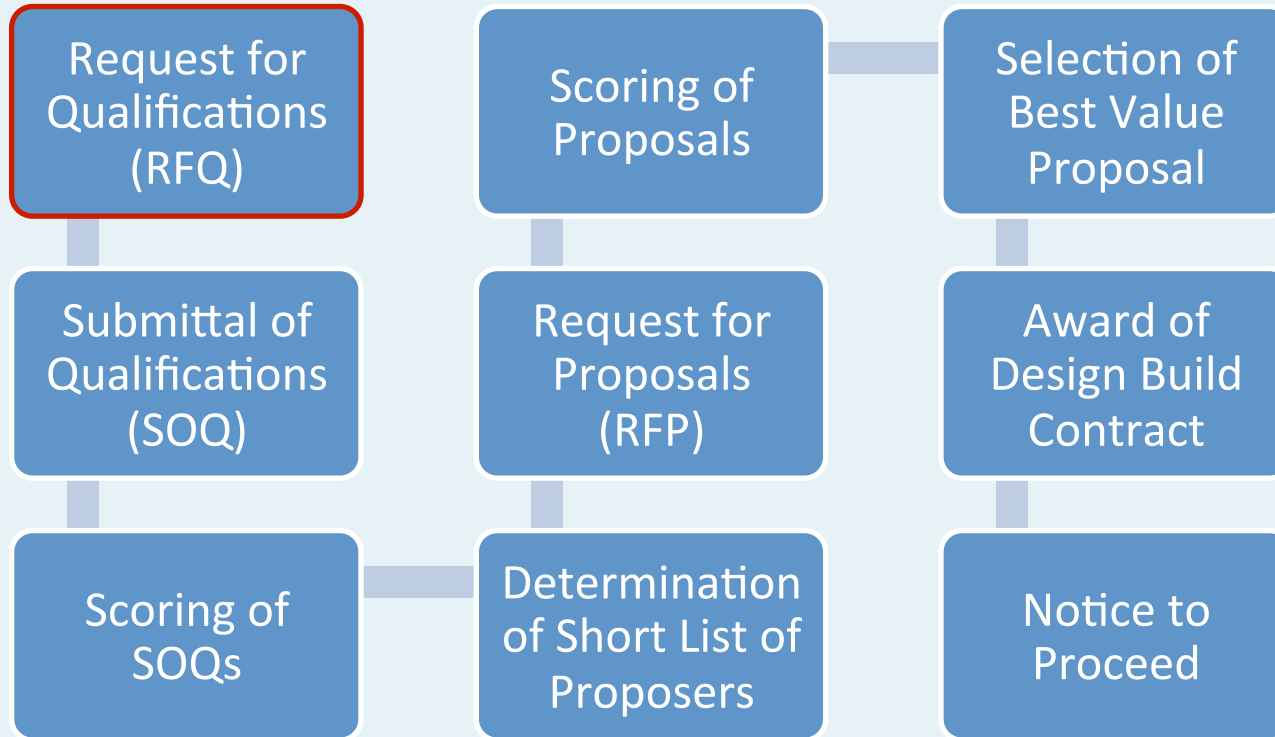 Request for
Qualifications
(RFQ)
Submittal of
Qualifications
(SOQ)
Scoring of
SOQs
Determination
of Short List of
Proposers
Request for
Proposals
(RFP)
Scoring of
Proposals
Selection of
Best Value
Proposal
Award of
Design Build
Contract
Notice to
Proceed